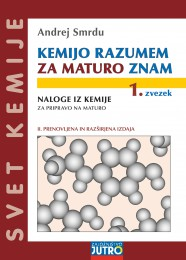 SVET KEMIJE
Andrej Smrdu
KEMIJO RAZUMEM
ZA MATURO ZNAM
1. zvezek
NALOGE IZ KEMIJE
ZA PRIPRAVO NA MATURO
2. PRENOVLJENA IN RAZŠIRJENA IZDAJA
JUTRO